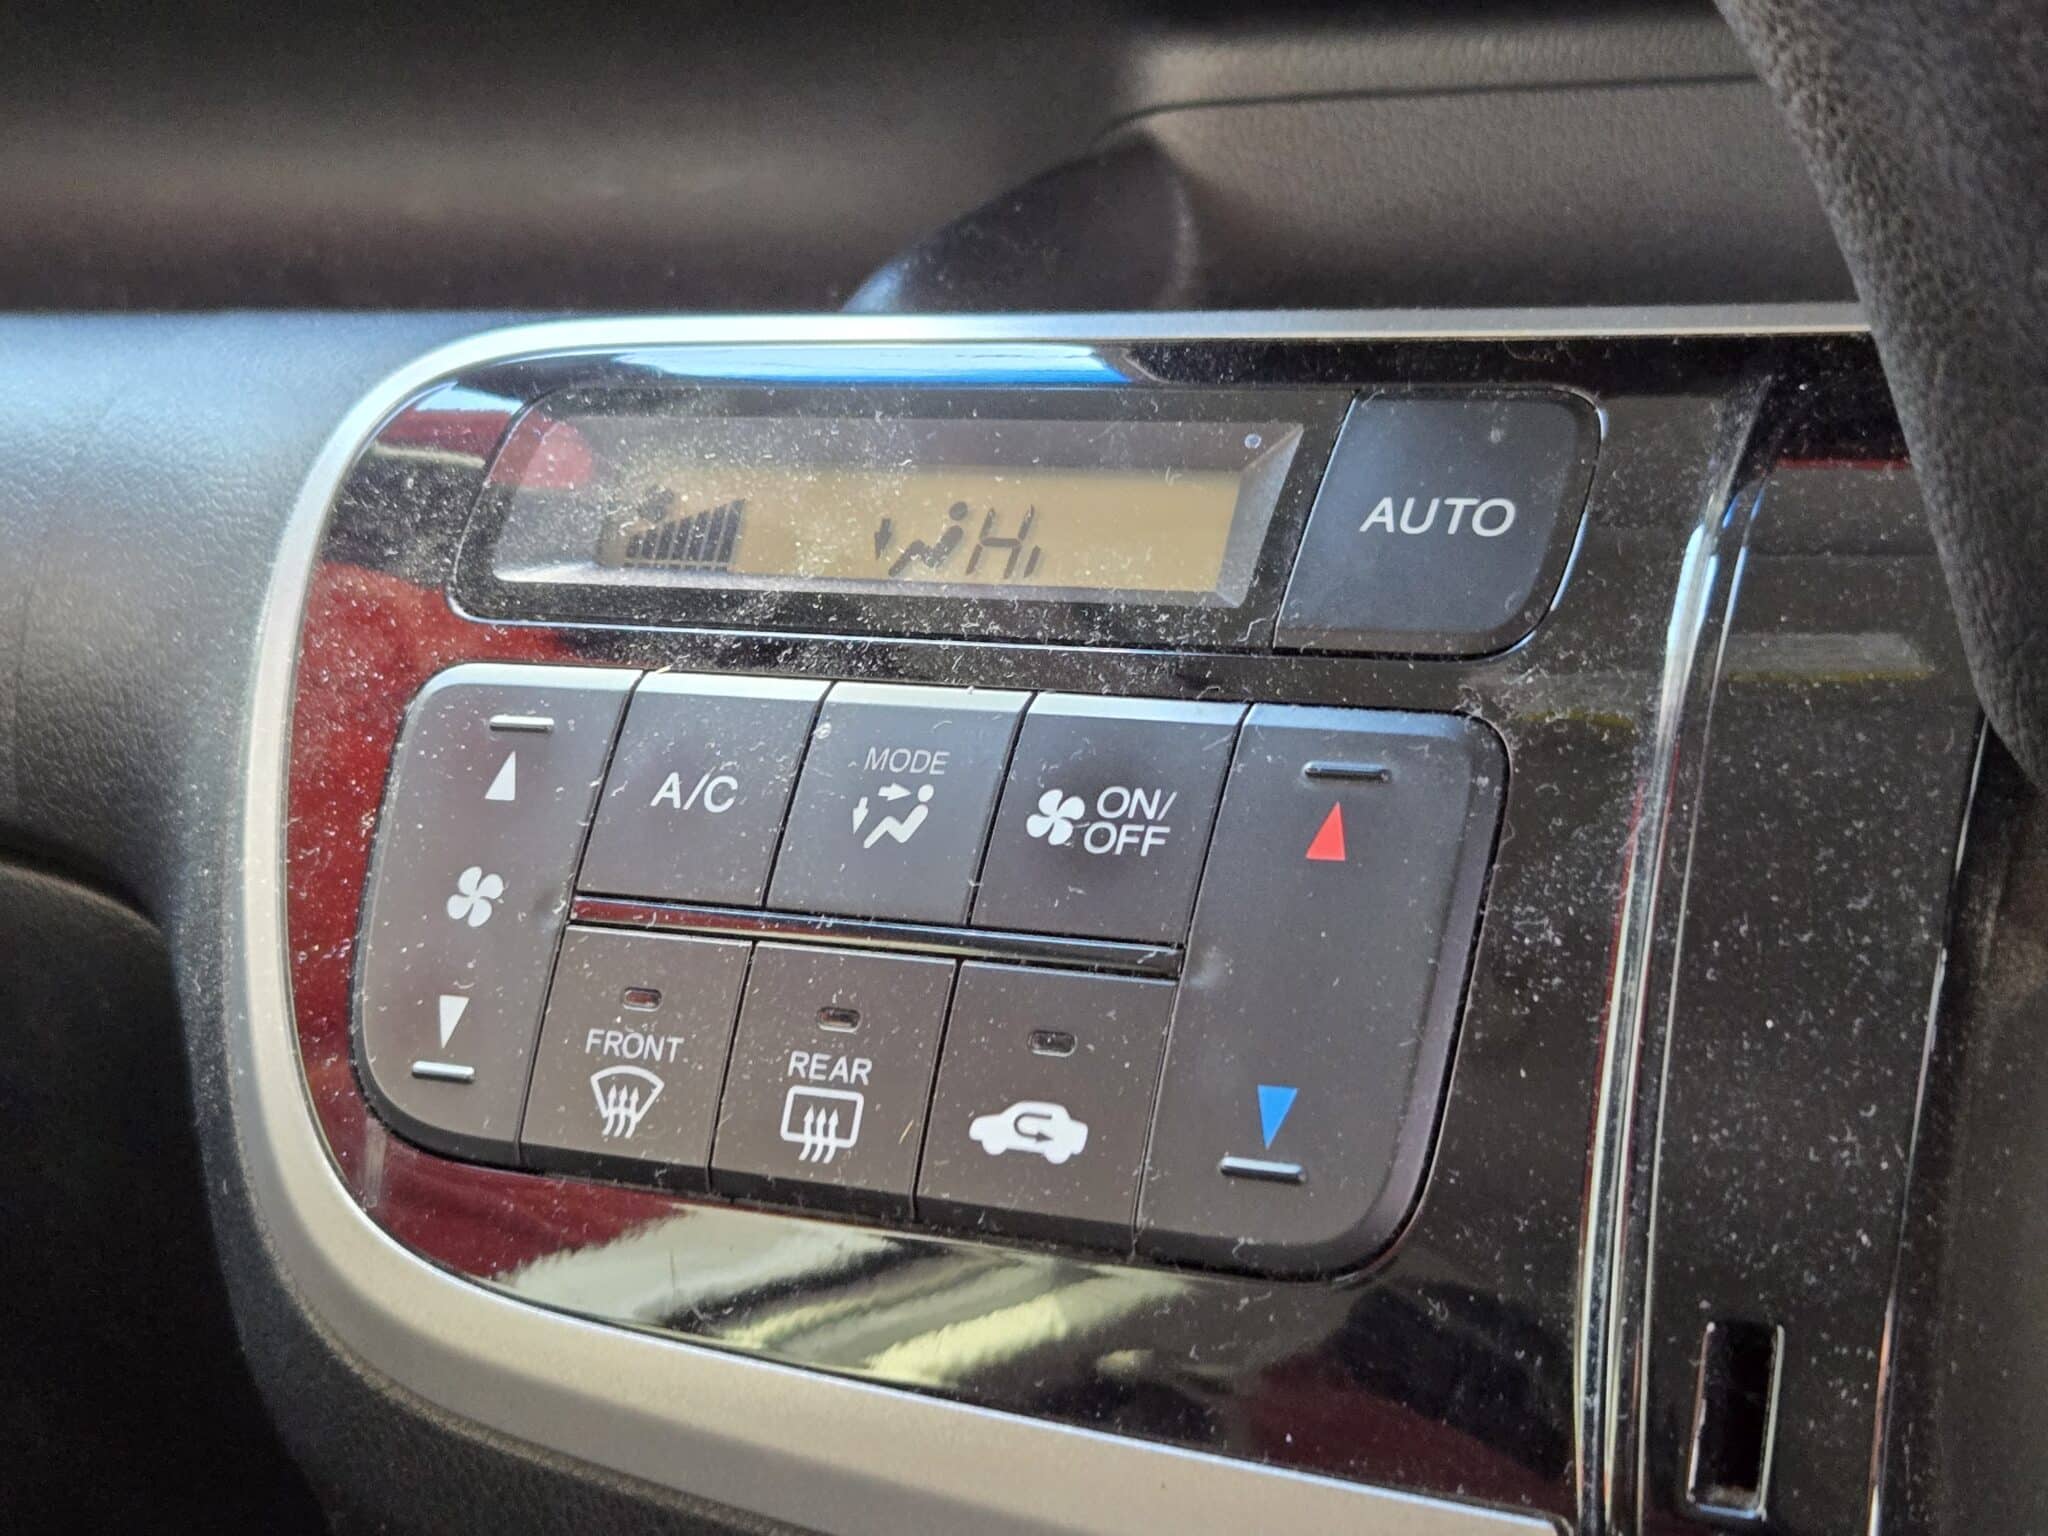 Hi
AUTO
A/C
MODE
ON/
OFF
FRONT
REAR